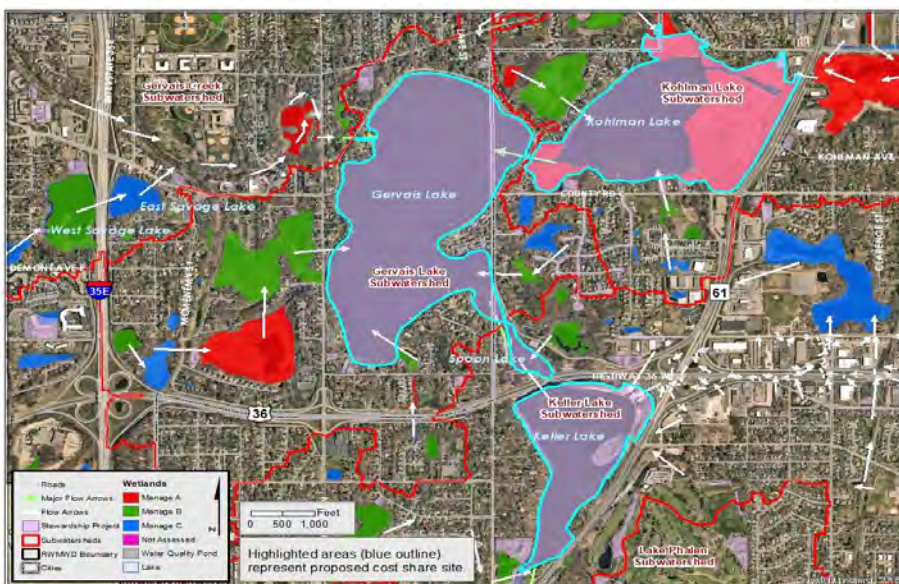 Gervais Creek
Subwatershed
Kohlman Lake
Subwatershed
Kohlman Lake
KOHLMAN AVE
COUNTY RD
East Savage Lake
West Savage Lake
Gervais Lake
DEMONT AVE E
35E
Gervais Lake
Subwatershed
61
Spoon Lake
HIGHWAY 36
36
Keller Lake
Subwatershed
Keller Lake
Lake Phalen
Subwatershed
Roads
Major Flow Arrows
Flow Arrows
Stewardship Project
Subwatersheds
RWMWD Boundary
Cities
Wetlands
Manage A
Manage B
Manage C
Not Assessed
Water Quality Pond
Lake
N
Feet
0 500 1,000
Highlighted areas (blue outline)
represent proposed cost share site.